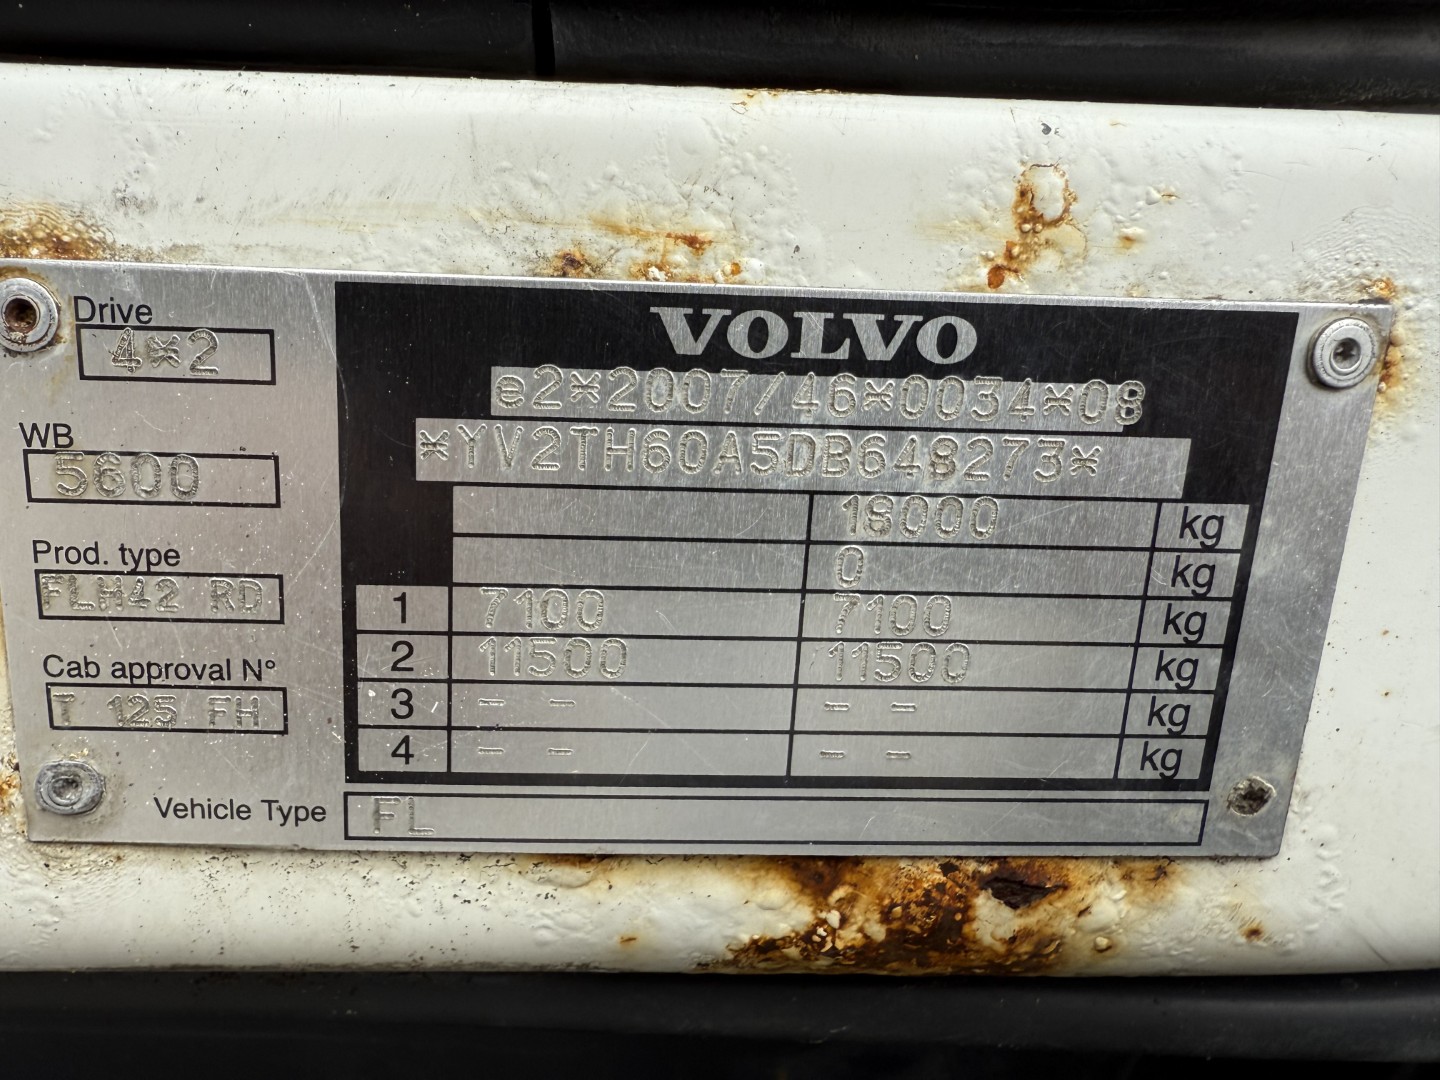 VOLVO
e2*2007/46*0034*08
*YV2TH60A5DB648273*
18000 kg
0 kg
1 7100 7100 kg
2 11500 11500 kg
3 - - - - kg
4 - - - - kg
Drive
4*2
WB
5600
Prod. type
FLH42 RD
Cab approval N°
T 125 FH
Vehicle Type FL